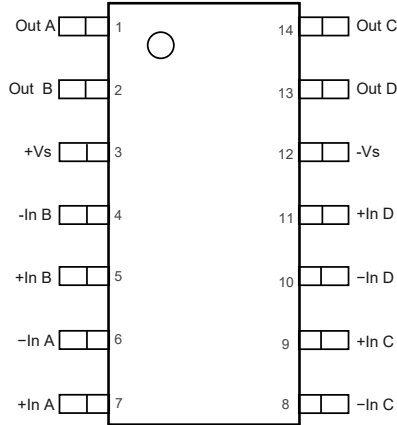 Out A 1 14 Out C
Out B 2 13 Out D
+Vs 3 12 -Vs
-In B 4 11 +In D
+In B 5 10 −In D
−In A 6 9 +In C
+In A 7 8 −In C